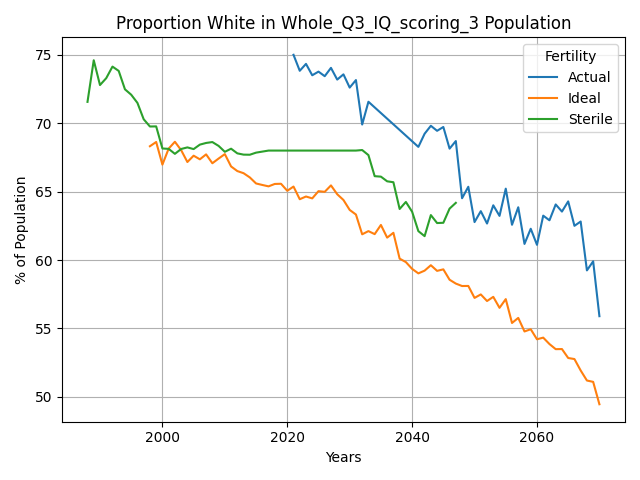 Proportion White in Whole_Q3_IQ_scoring_3 Population
Fertility
Actual
Ideal
Sterile
% of Population
75
70
65
60
55
50
2000
2020
2040
2060
Years